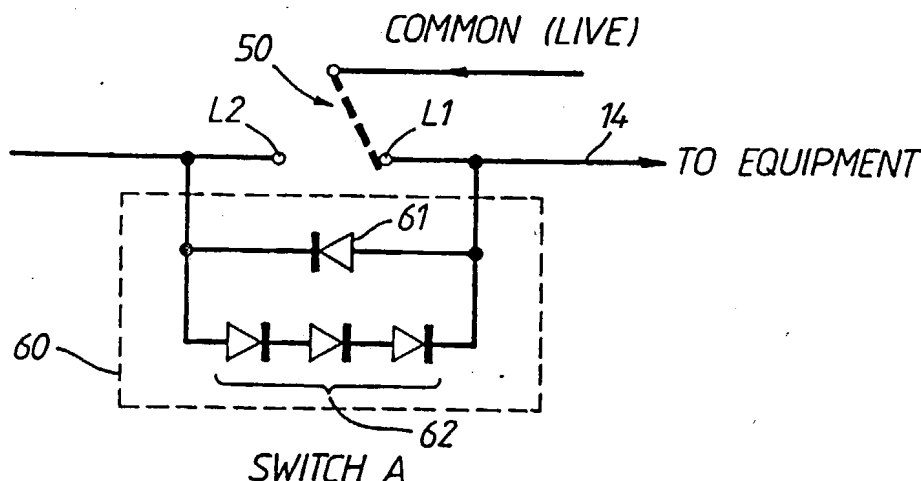 COMMON (LIVE)
50
L2
L1
14
TO EQUIPMENT
61
60
62
SWITCH A